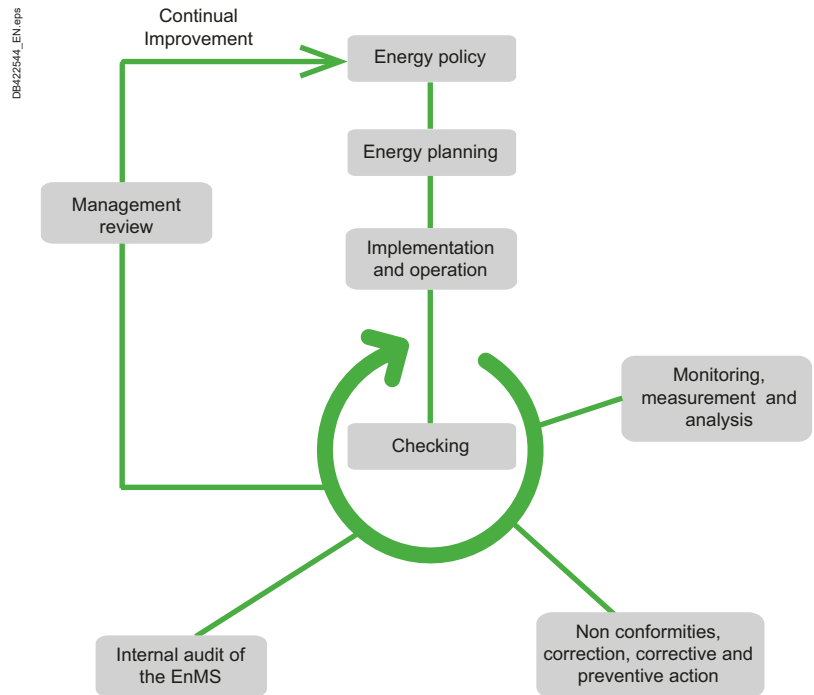 DB422544_EN.eps
Continual
Improvement
Energy policy
Energy planning
Management
review
Implementation
and operation
Monitoring,
measurement and
analysis
Checking
Internal audit of
the EnMS
Non conformities,
correction, corrective and
preventive action